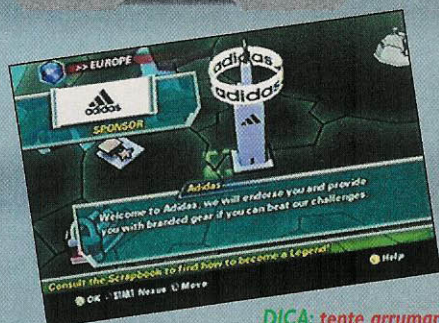 >> EUROPE
adidas
SPONSOR
adidas
adidas
Adidas
Welcome to Adidas, we will endorse you and provide
you with branded gear if you can beat our challenges.
Consult the Scrapbook to find how to become a Legend!
OK START Nexus Move
Help
DICA: tente arrumar